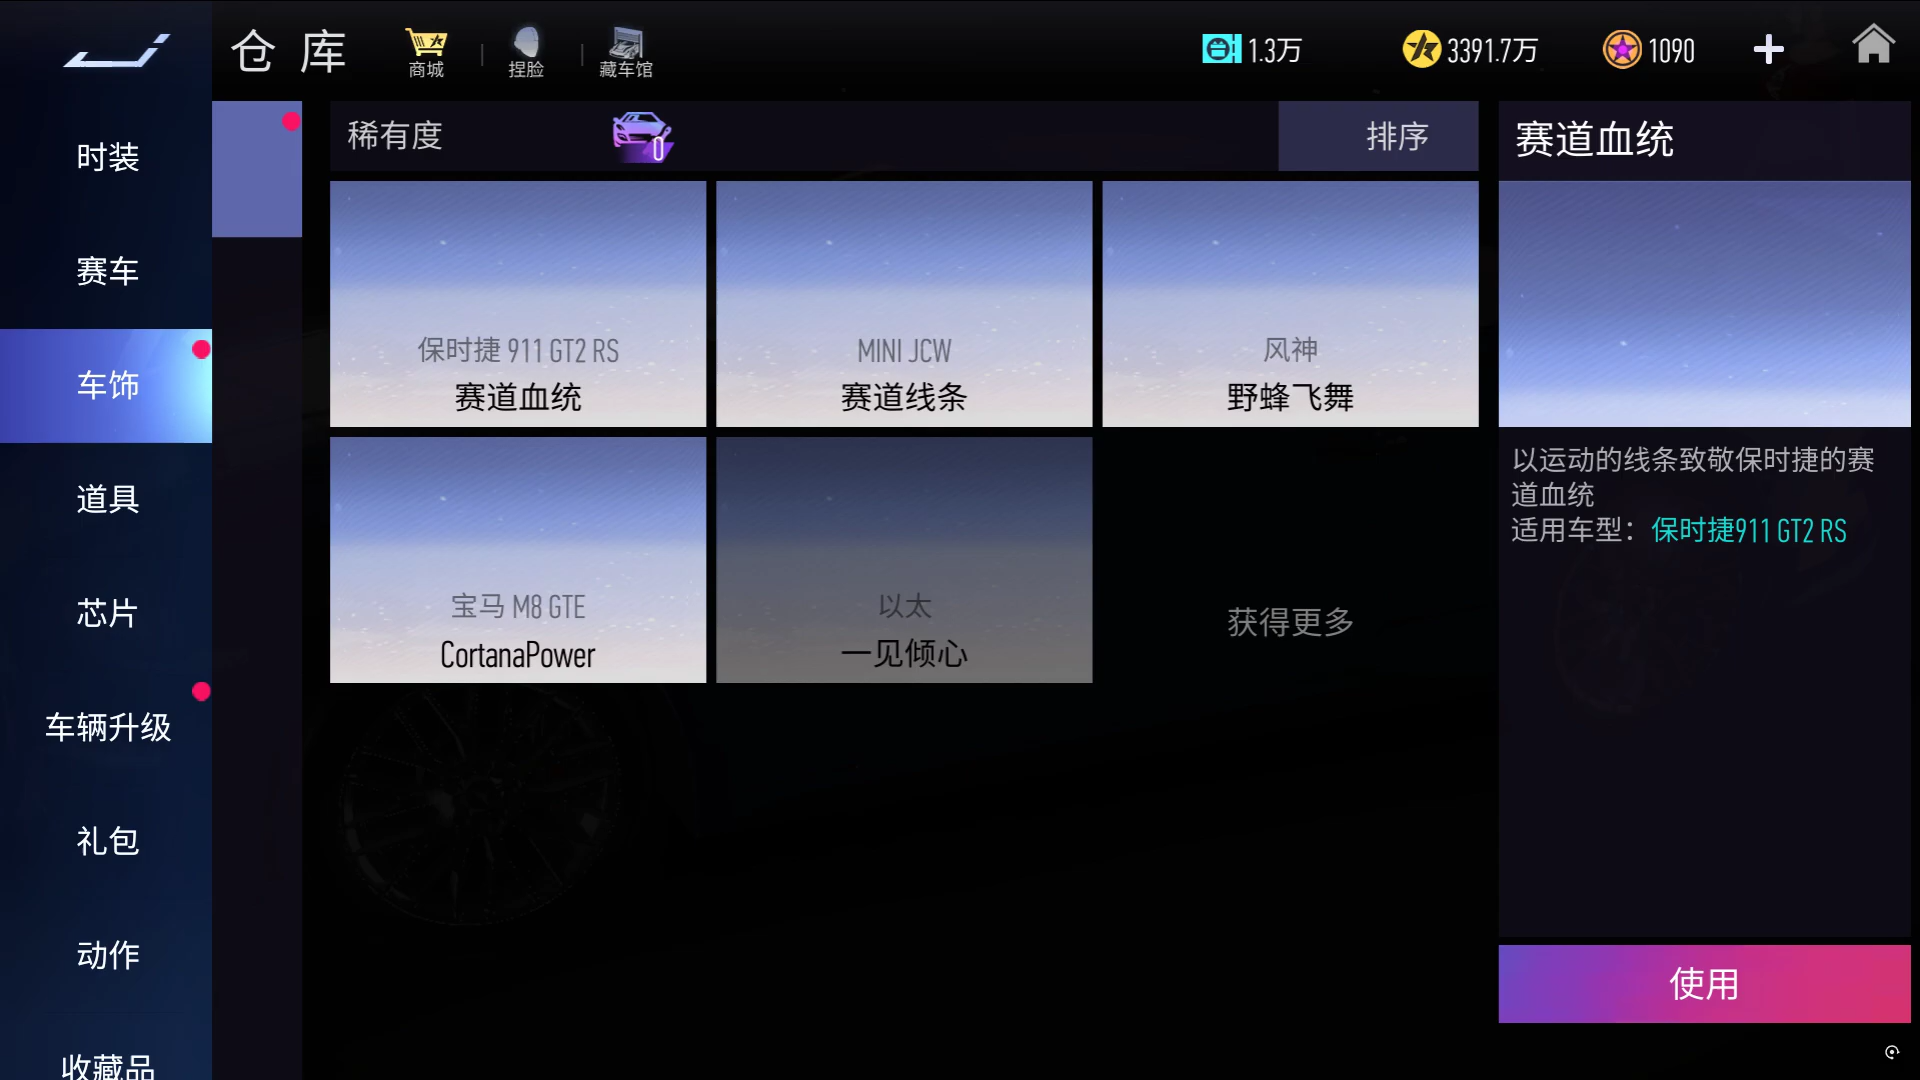 仓库
商城
捏脸
藏车馆
1.3万
3391.7万
1090
时装
赛车
车饰
道具
芯片
车辆升级
礼包
动作
收藏品
稀有度
0
排序
保时捷 911 GT2 RS
赛道血统
MINI JCW
赛道线条
风神
野蜂飞舞
宝马 M8 GTE
CortanaPower
以太
一见倾心
获得更多
赛道血统
以运动的线条致敬保时捷的赛
道血统
适用车型：保时捷911 GT2 RS
使用